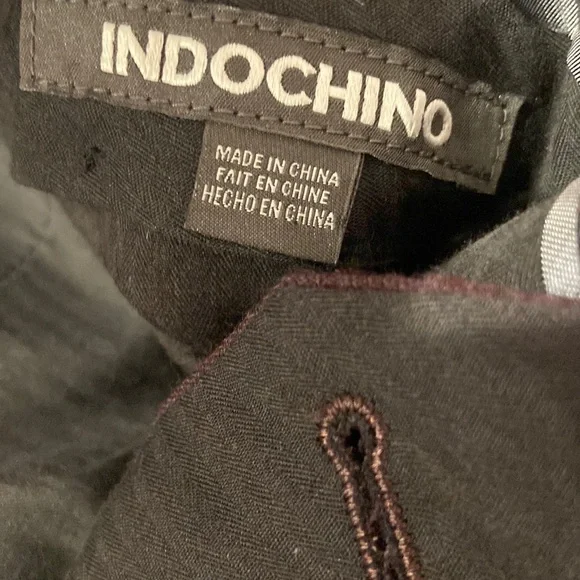 INDOCHINO
MADE IN CHINA
FAIT EN CHINE
HECHO EN CHINA